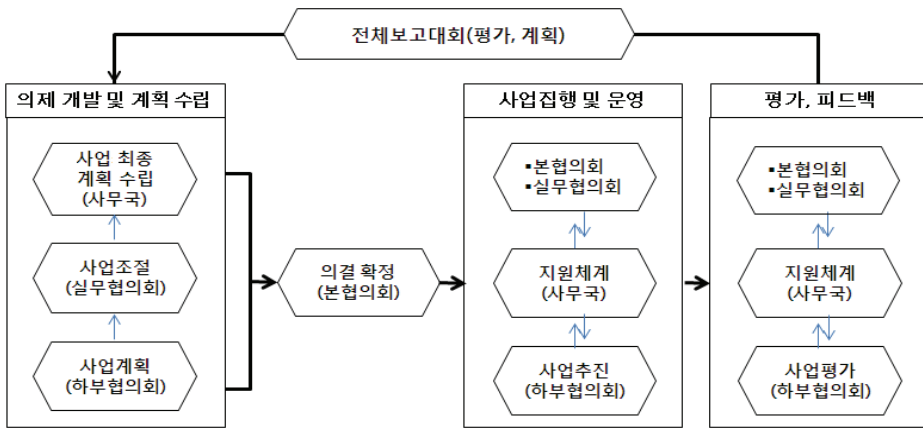 전체보고대회(평가, 계획)
의제 개발 및 계획 수립
사업 최종
계획 수립
(사무국)
사업조절
(실무협의회)
사업계획
(하부협의회)
의결 확정
(본협의회)
사업집행 및 운영
▪본협의회
▪실무협의회
지원체계
(사무국)
사업추진
(하부협의회)
평가, 피드백
▪본협의회
▪실무협의회
지원체계
(사무국)
사업평가
(하부협의회)